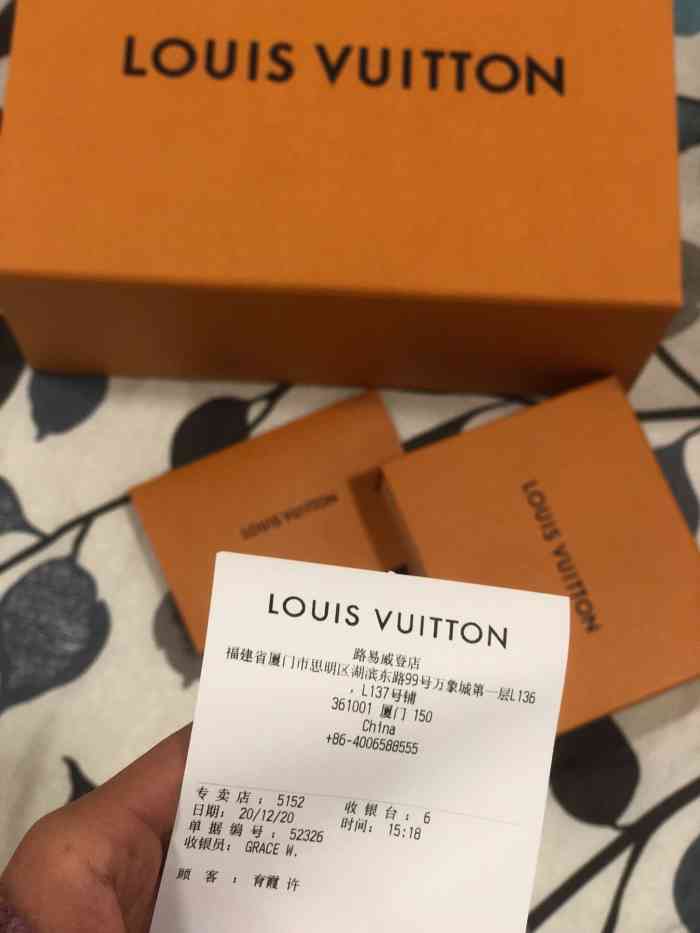 LOUIS VUITTON
LOUIS VUITTON
LOUIS VUITTON
LOUIS VUITTON
路易威登店
福建省厦门市思明区湖滨东路99号万象城第一层L136
, L137号铺
361001 厦门 150
China
+86-4006588555
专 卖 店 : 5152 收 银 台 : 6
日期: 20/12/20 时间: 15:18
单 据 编 号 : 52326
收银员: GRACE W.
顾 客 : 育霞 许